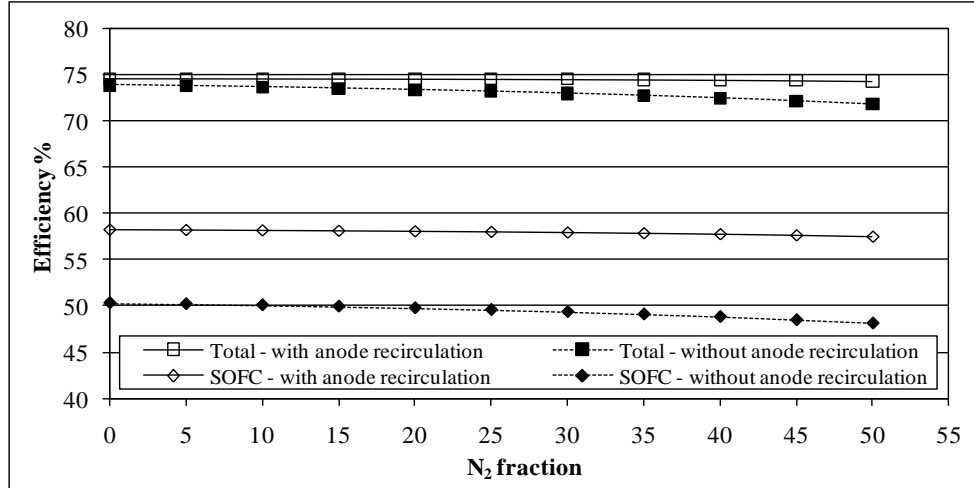 80
75
70
65
60
55
50
45
40
Efficiency %
Total - with anode recirculation
Total - without anode recirculation
SOFC - with anode recirculation
SOFC - without anode recirculation
0 5 10 15 20 25 30 35 40 45 50 55
N₂ fraction